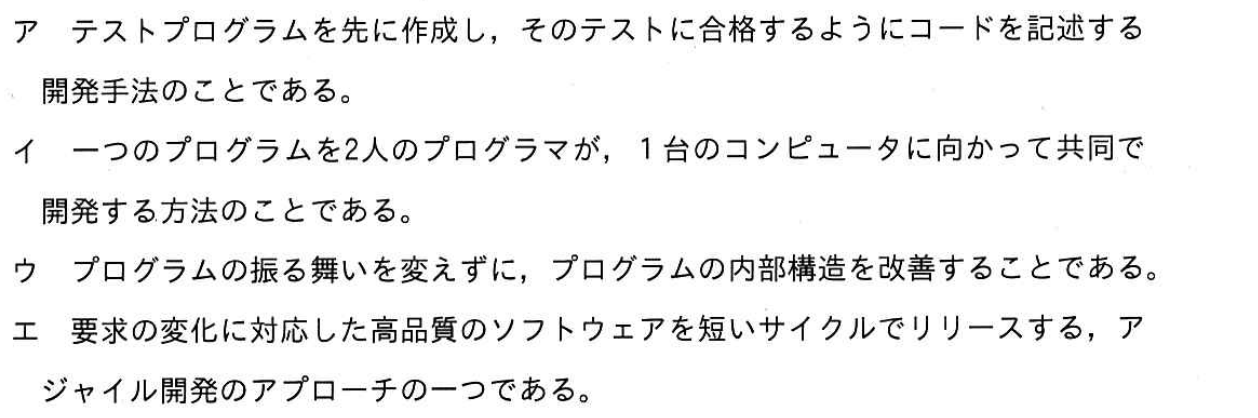 ア　テストプログラムを先に作成し，そのテストに合格するようにコードを記述する
開発手法のことである。
イ　一つのプログラムを2人のプログラマが，１台のコンピュータに向かって共同で
開発する方法のことである。
ウ　プログラムの振る舞いを変えずに，プログラムの内部構造を改善することである。
エ　要求の変化に対応した高品質のソフトウェアを短いサイクルでリリースする，ア
ジャイル開発のアプローチの一つである。